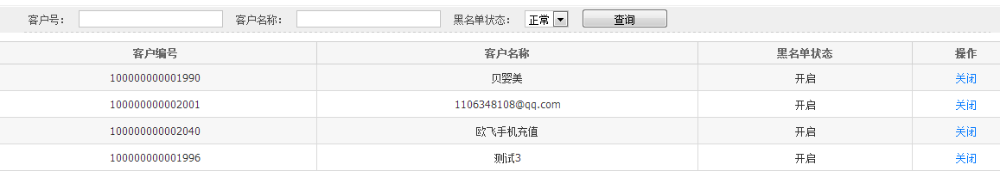 客户号： 客户名称： 黑名单状态： 正常 查询
客户编号 客户名称 黑名单状态 操作
100000000001990 贝婴美 开启 关闭
100000000002001 1106348108@qq.com 开启 关闭
100000000002040 欧飞手机充值 开启 关闭
100000000001996 测试3 开启 关闭